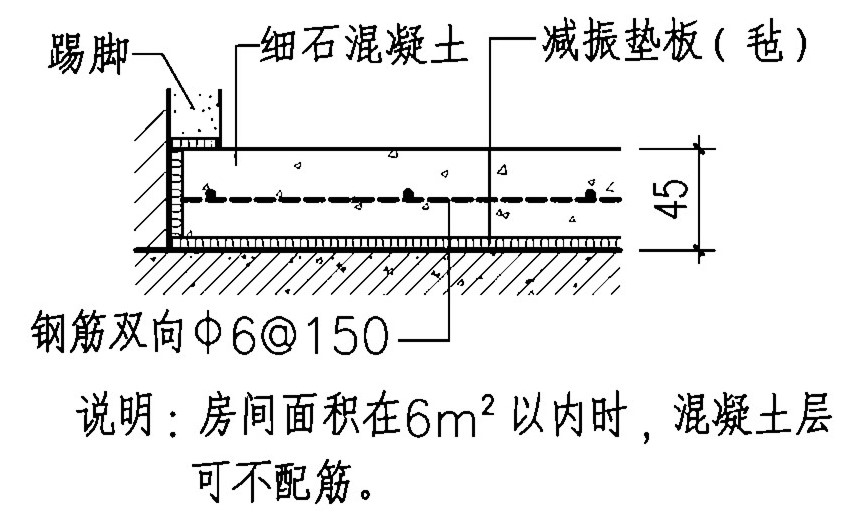 踢脚
细石混凝土
减振垫板(毡)
45
钢筋双向Φ6@150
说明:房间面积在6m²以内时,混凝土层
可不配筋。